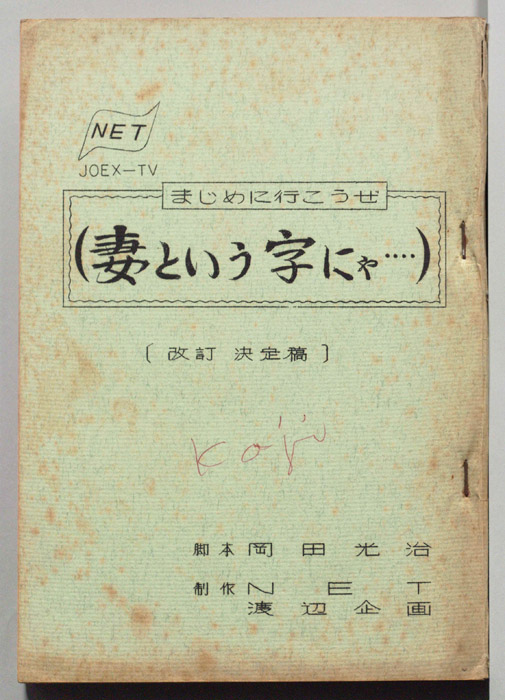 NET
JOEX-TV
まじめに行こうぜ
(妻という字にゃ‥‥)
〔改訂 決定稿〕
Koji
脚本 岡田光治
制作 NET
渡辺企画